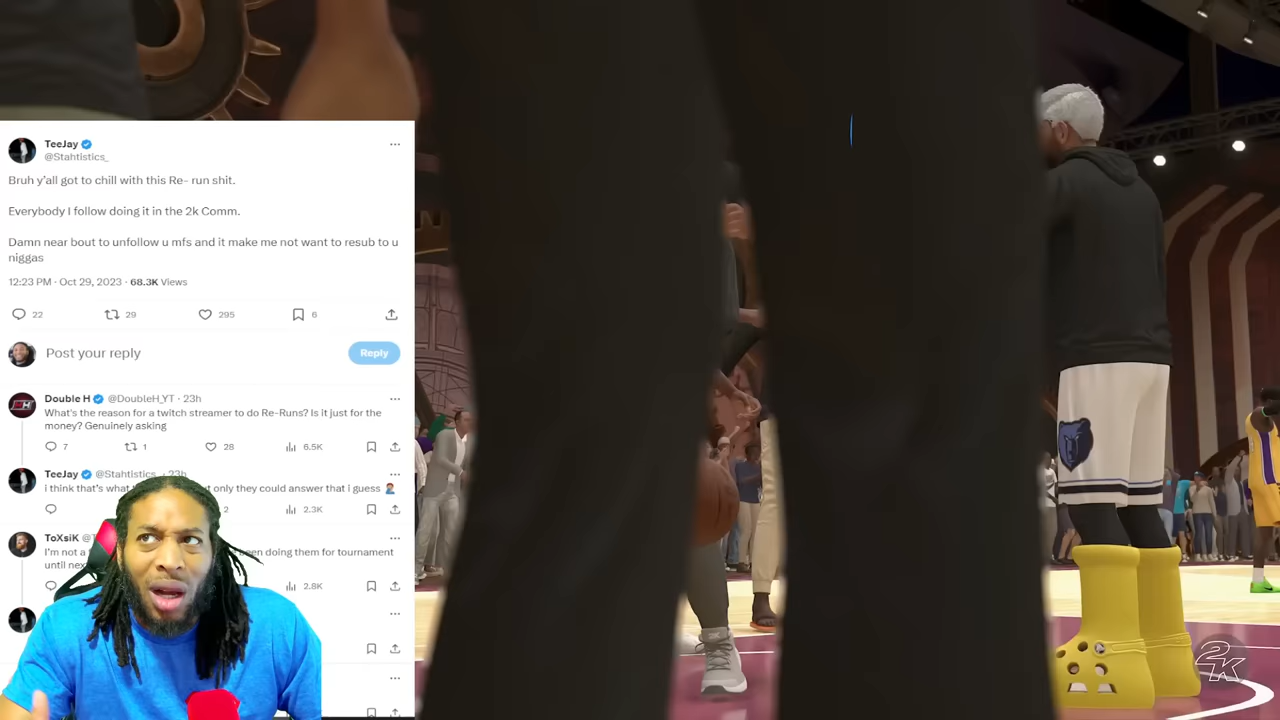 TeeJay
@Stahtistics_
Bruh y'all got to chill with this Re- run shit.
Everybody I follow doing it in the 2k Comm.
Damn near bout to unfollow u mfs and it make me not want to resub to u
niggas
12:23 PM · Oct 29, 2023 · 68.3K Views
22 29 295 6
Post your reply
Reply
Double H @DoubleH_YT · 23h
What's the reason for a twitch streamer to do Re-Runs? Is it just for the
money? Genuinely asking
7 1 28 6.5K
TeeJay @Stahtistics_ · 23h
i think that's what only they could answer that i guess
2 2.3K
ToXsiK
I'm not a been doing them for tournament
until
2.8K
2K